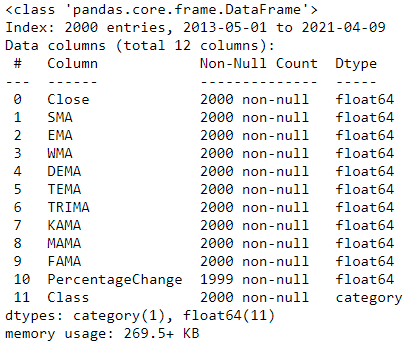 <class 'pandas.core.frame.DataFrame'>
Index: 2000 entries, 2013-05-01 to 2021-04-09
Data columns (total 12 columns):
 #   Column            Non-Null Count  Dtype
---  ------            --------------  -----
 0   Close             2000 non-null   float64
 1   SMA               2000 non-null   float64
 2   EMA               2000 non-null   float64
 3   WMA               2000 non-null   float64
 4   DEMA              2000 non-null   float64
 5   TEMA              2000 non-null   float64
 6   TRIMA             2000 non-null   float64
 7   KAMA              2000 non-null   float64
 8   MAMA              2000 non-null   float64
 9   FAMA              2000 non-null   float64
 10  PercentageChange  1999 non-null   float64
 11  Class             2000 non-null   category
dtypes: category(1), float64(11)
memory usage: 269.5+ KB